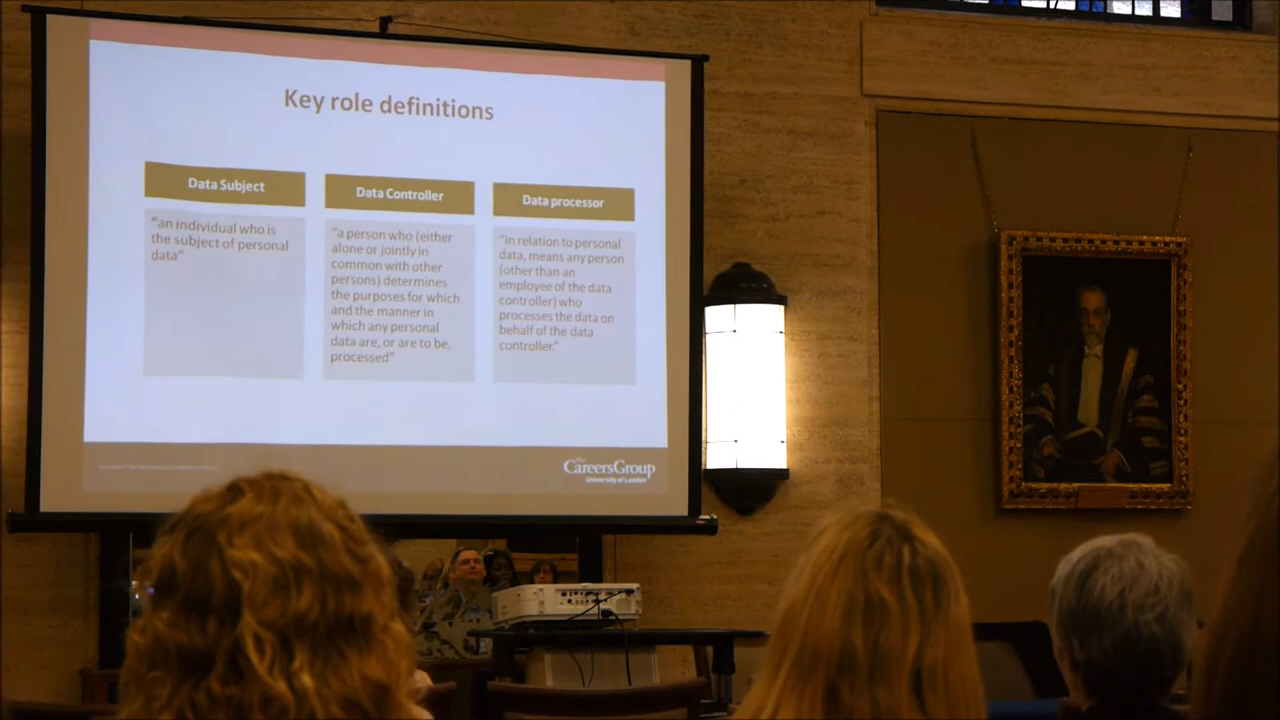 Key role definitions
Data Subject
"an individual who is
the subject of personal
data"
Data Controller
"a person who (either
alone or jointly in
common with other
persons) determines
the purposes for which
and the manner in
which any personal
data are, or are to be,
processed"
Data processor
"in relation to personal
data, means any person
(other than an
employee of the data
controller) who
processes the data on
behalf of the data
controller."
the
CareersGroup
University of London